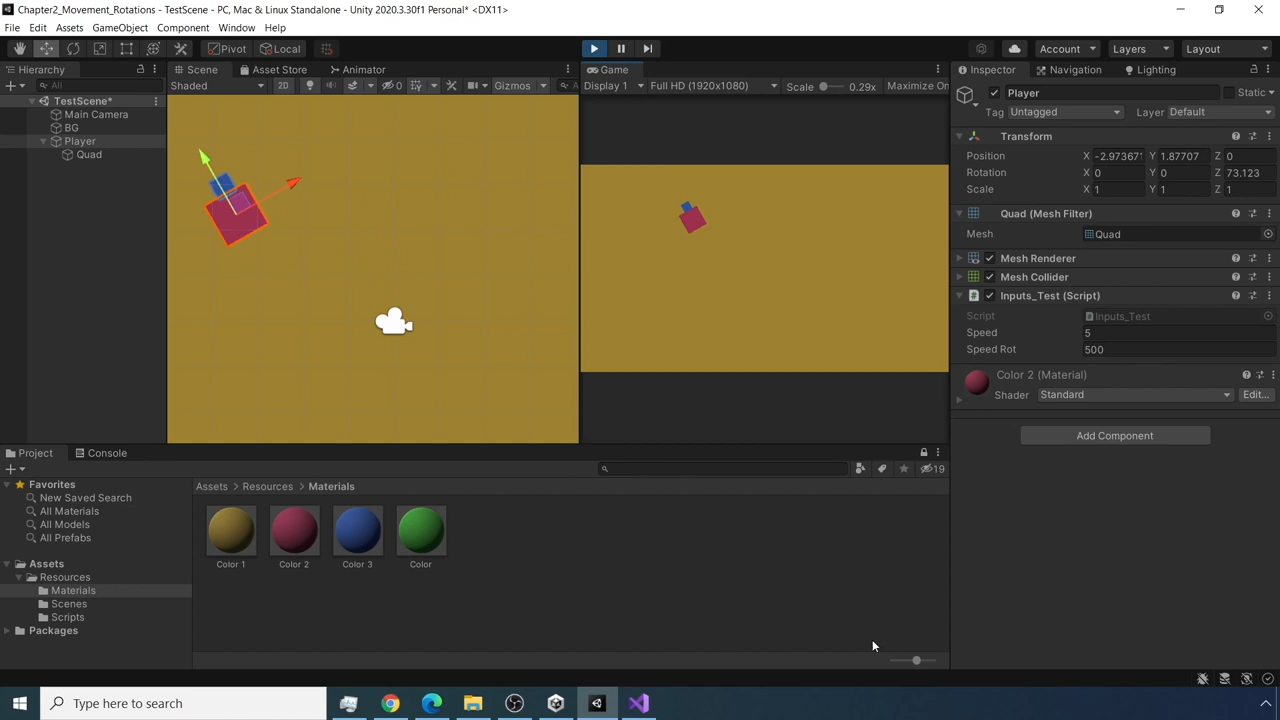 Chapter2_Movement_Rotations - TestScene - PC, Mac & Linux Standalone - Unity 2020.3.30f1 Personal* <DX11>
File Edit Assets GameObject Component Window Help
Pivot Local Account Layers Layout
Hierarchy
All
TestScene*
Main Camera
BG
Player
Quad
Scene Asset Store Animator
Shaded 2D 0 Gizmos A
Game
Display 1 Full HD (1920x1080) Scale 0.29x Maximize On
Inspector Navigation Lighting
Player Static
Tag Untagged Layer Default
Transform
Position X -2.973671 Y 1.87707 Z 0
Rotation X 0 Y 0 Z 73.123
Scale X 1 Y 1 Z 1
Quad (Mesh Filter)
Mesh Quad
Mesh Renderer
Mesh Collider
# Inputs_Test (Script)
Script Inputs_Test
Speed 5
Speed Rot 500
Color 2 (Material)
Shader Standard Edit...
Add Component
Project Console
19
Favorites
New Saved Search
All Materials
All Models
All Prefabs
Assets
Resources
Materials
Scenes
Scripts
Packages
Assets > Resources > Materials
Color 1 Color 2 Color 3 Color
Type here to search